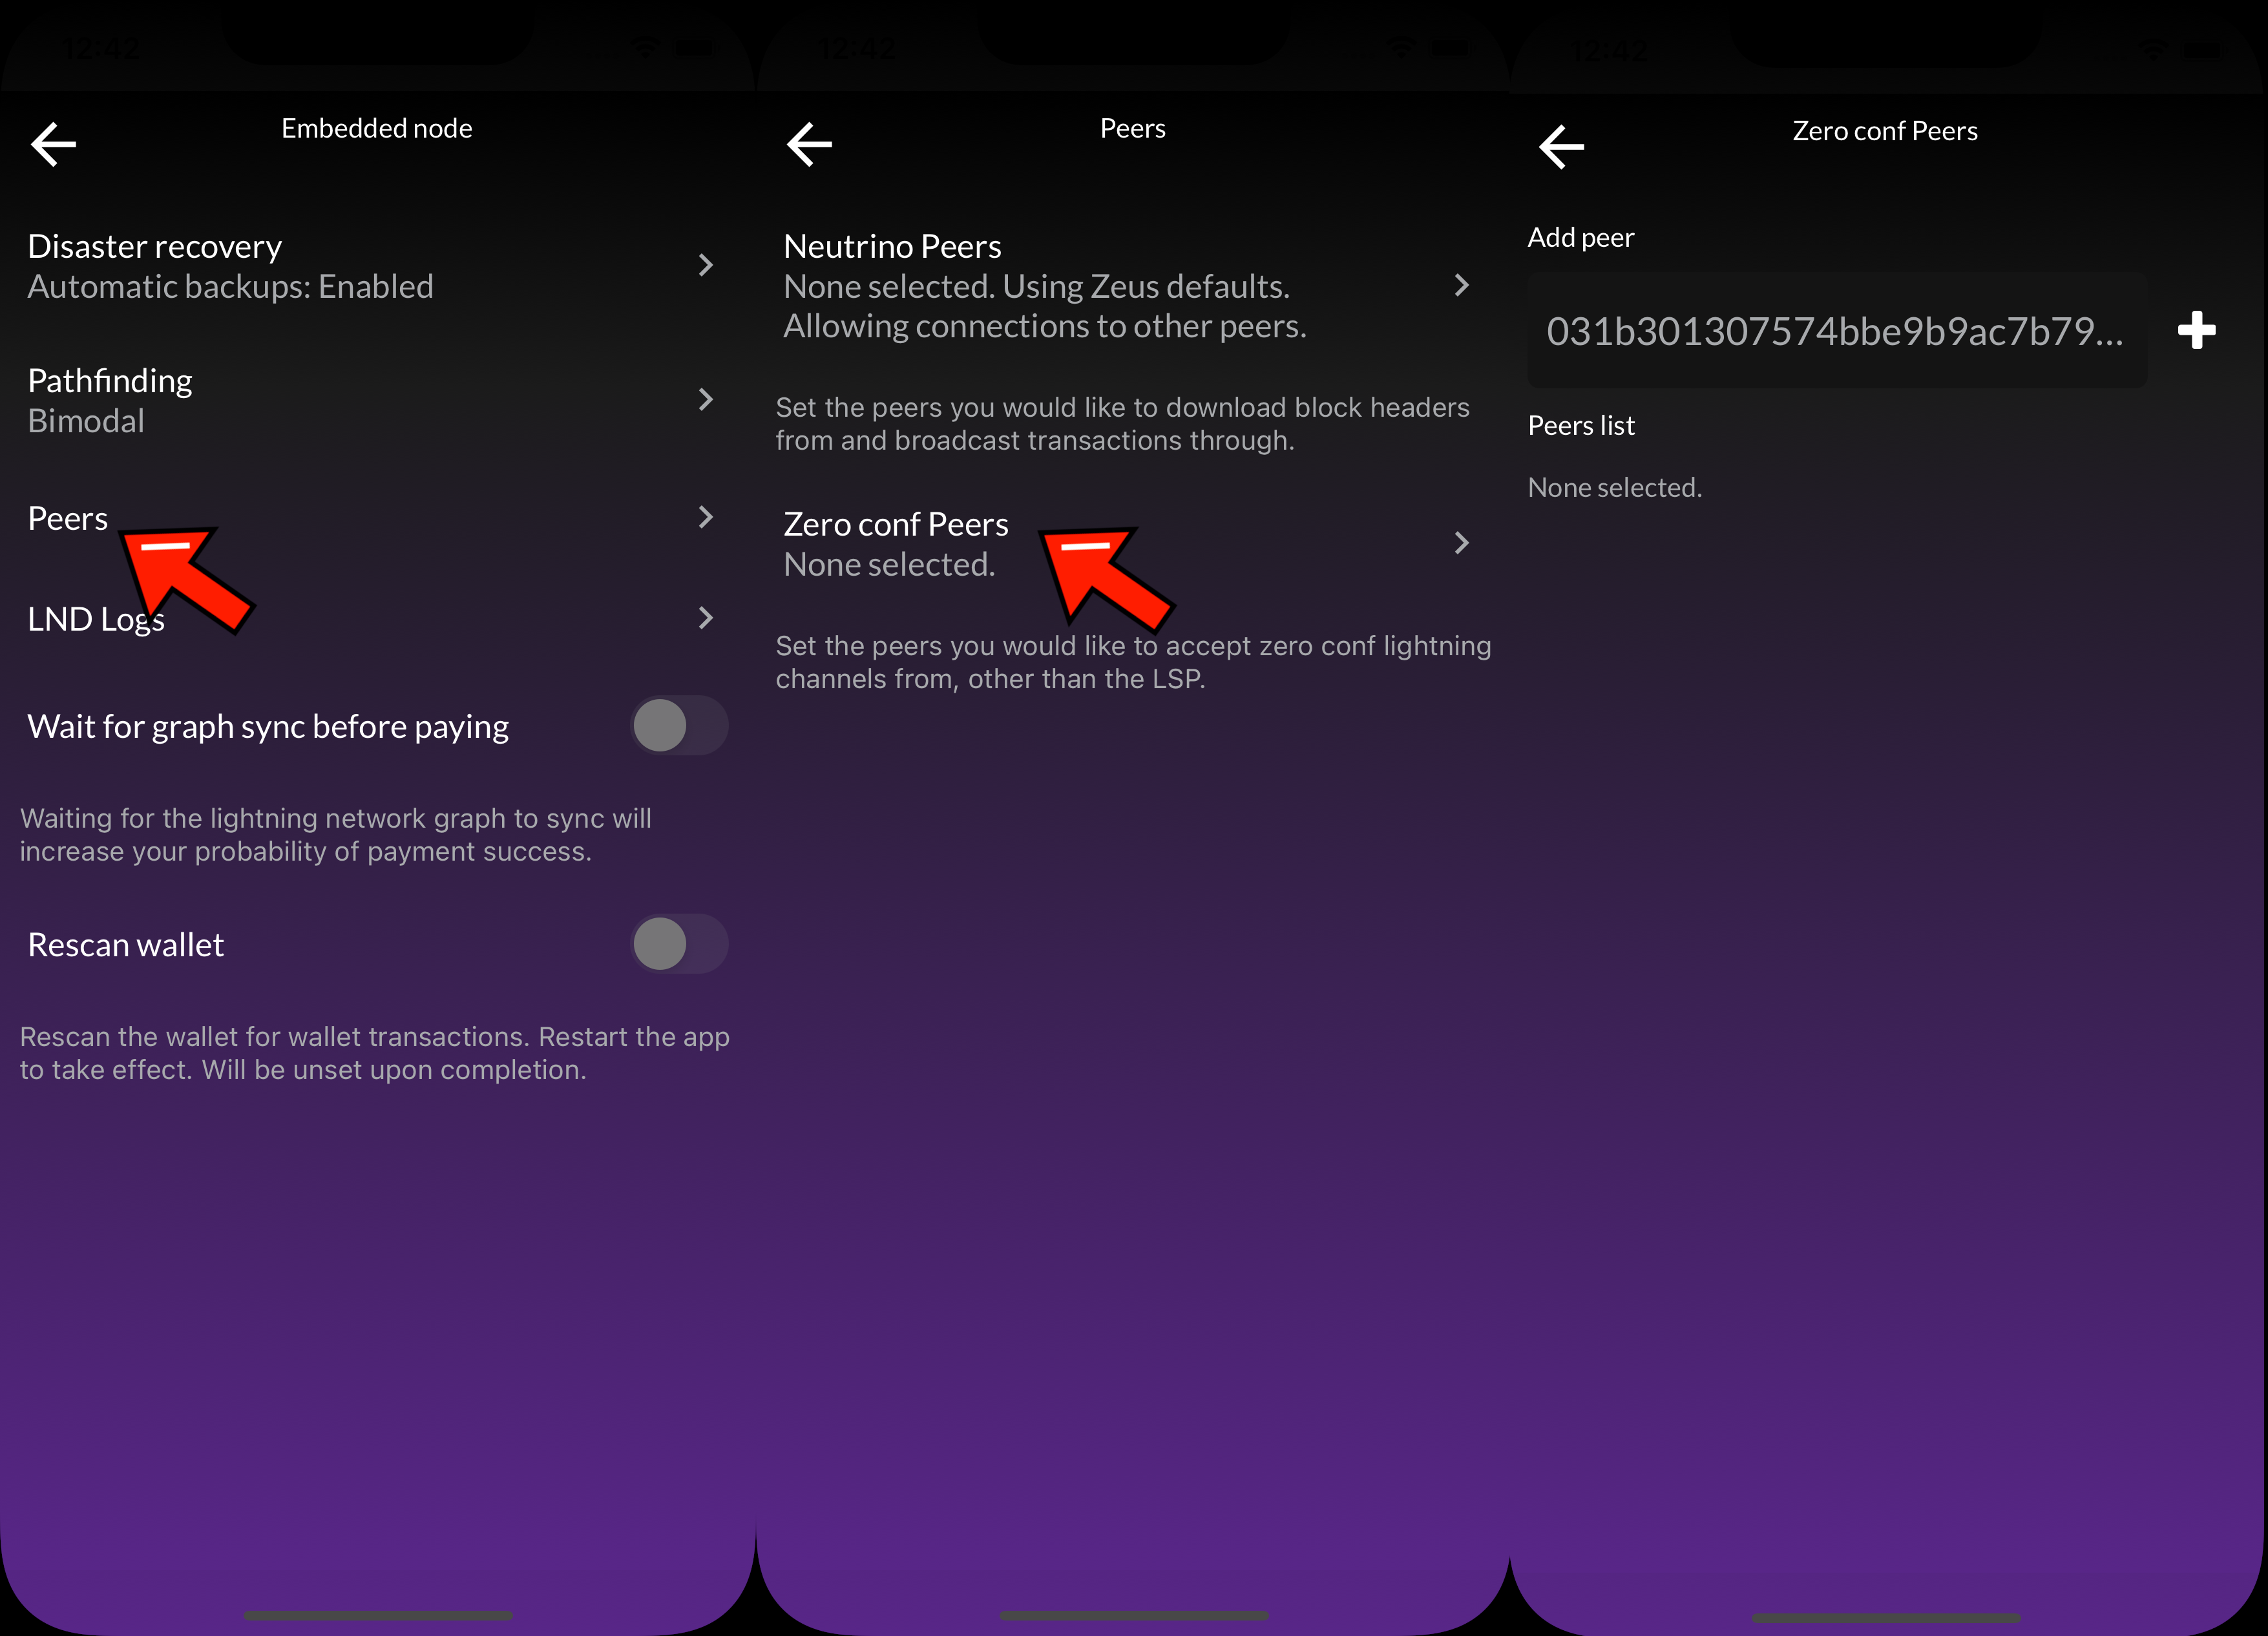 12:42
Embedded node
Disaster recovery
Automatic backups: Enabled
Pathfinding
Bimodal
Peers
LND Logs
Wait for graph sync before paying
Waiting for the lightning network graph to sync will
increase your probability of payment success.
Rescan wallet
Rescan the wallet for wallet transactions. Restart the app
to take effect. Will be unset upon completion.
12:42
Peers
Neutrino Peers
None selected. Using Zeus defaults.
Allowing connections to other peers.
Set the peers you would like to download block headers
from and broadcast transactions through.
Zero conf Peers
None selected.
Set the peers you would like to accept zero conf lightning
channels from, other than the LSP.
12:42
Zero conf Peers
Add peer
031b301307574bbe9b9ac7b79...
Peers list
None selected.